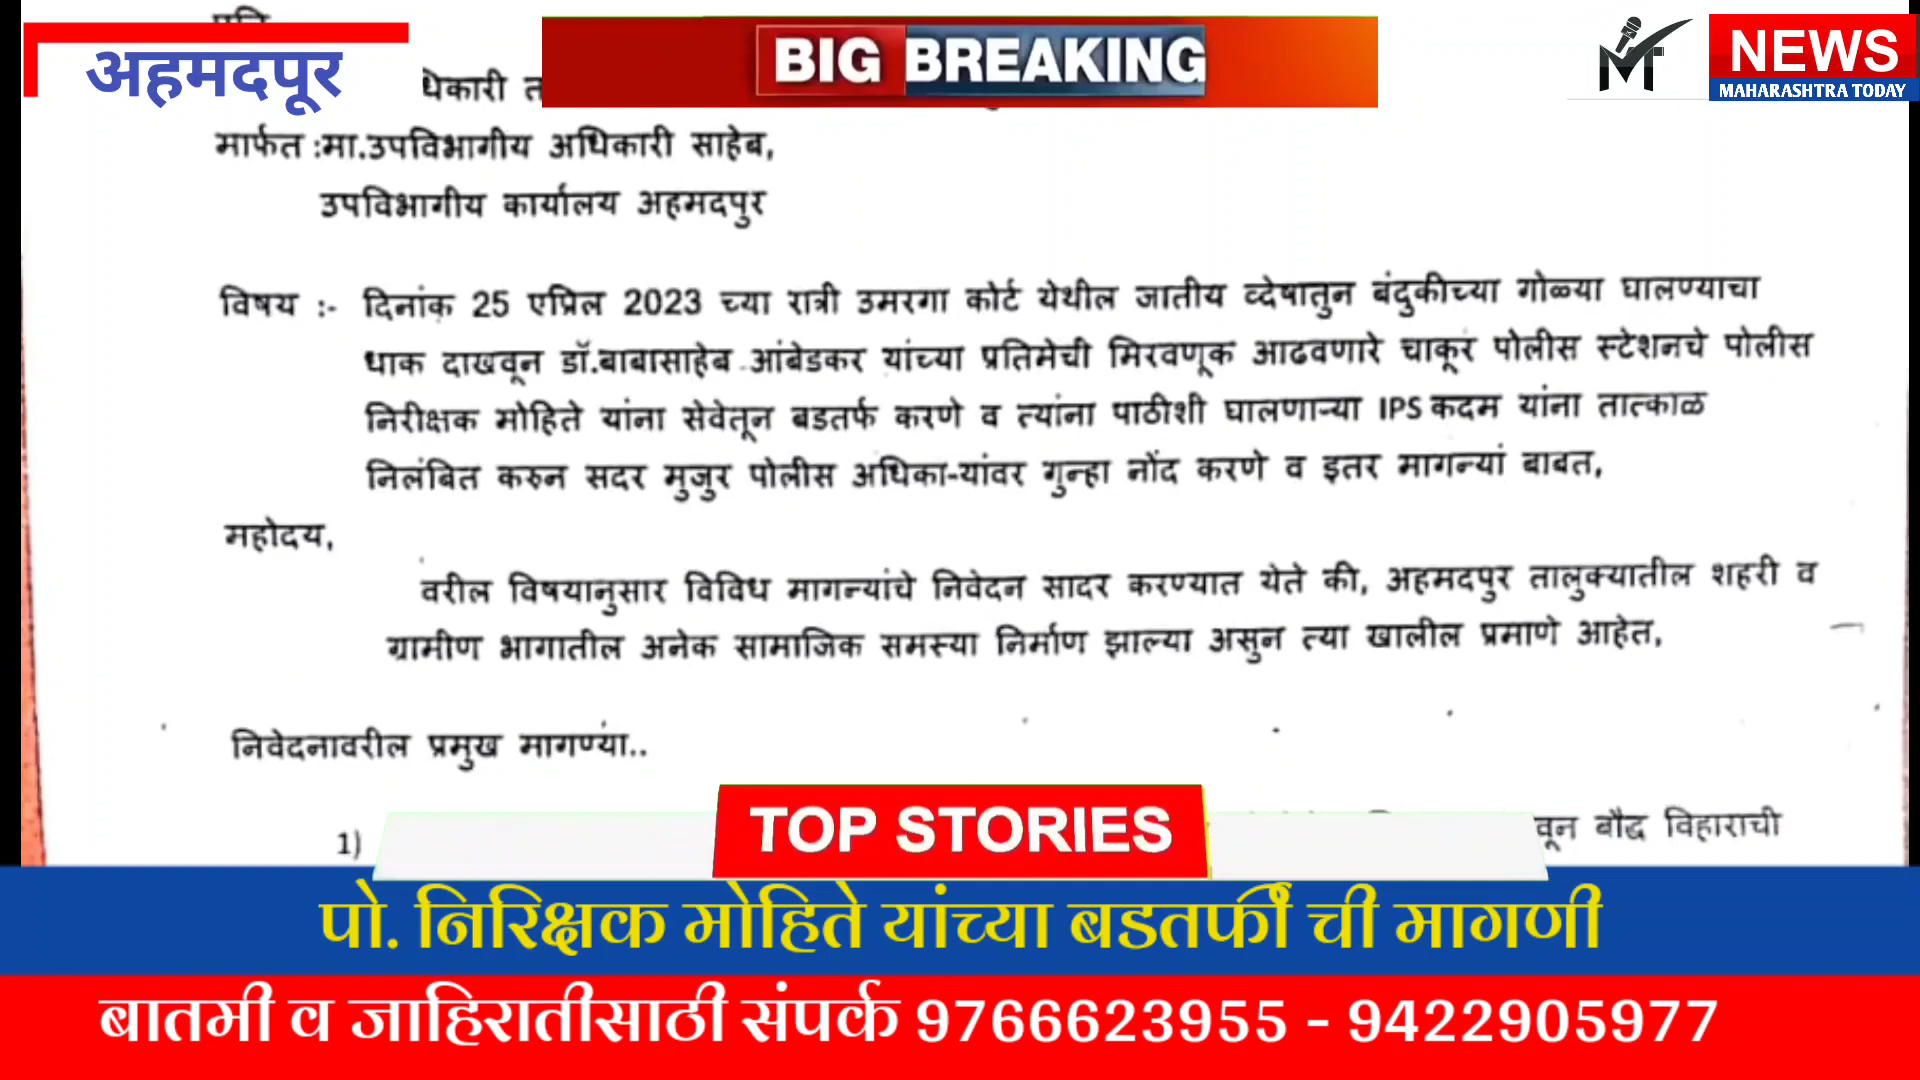 अहमदपूर
BIG BREAKING
NEWS
MAHARASHTRA TODAY
धिकारी
मार्फत :मा.उपविभागीय अधिकारी साहेब,
उपविभागीय कार्यालय अहमदपुर
विषय :- दिनांक 25 एप्रिल 2023 च्या रात्री उमरगा कोर्ट येथील जातीय व्देषातुन बंदुकीच्या गोळ्या घालण्याचा
धाक दाखवून डॉ.बाबासाहेब आंबेडकर यांच्या प्रतिमेची मिरवणूक आढवणारे चाकूर पोलीस स्टेशनचे पोलीस
निरीक्षक मोहिते यांना सेवेतून बडतर्फ करणे व त्यांना पाठीशी घालणाऱ्या IPS कदम यांना तात्काळ
निलंबित करुन सदर मुजुर पोलीस अधिका-यांवर गुन्हा नोंद करणे व इतर मागन्यां बाबत,
महोदय,
वरील विषयानुसार विविध मागन्यांचे निवेदन सादर करण्यात येते की, अहमदपुर तालुक्यातील शहरी व
ग्रामीण भागातील अनेक सामाजिक समस्या निर्माण झाल्या असुन त्या खालील प्रमाणे आहेत,
निवेदनावरील प्रमुख मागण्या..
1) वून बौद्ध विहाराची
TOP STORIES
पो. निरिक्षक मोहिते यांच्या बडतर्फी ची मागणी
बातमी व जाहिरातीसाठी संपर्क 9766623955 - 9422905977